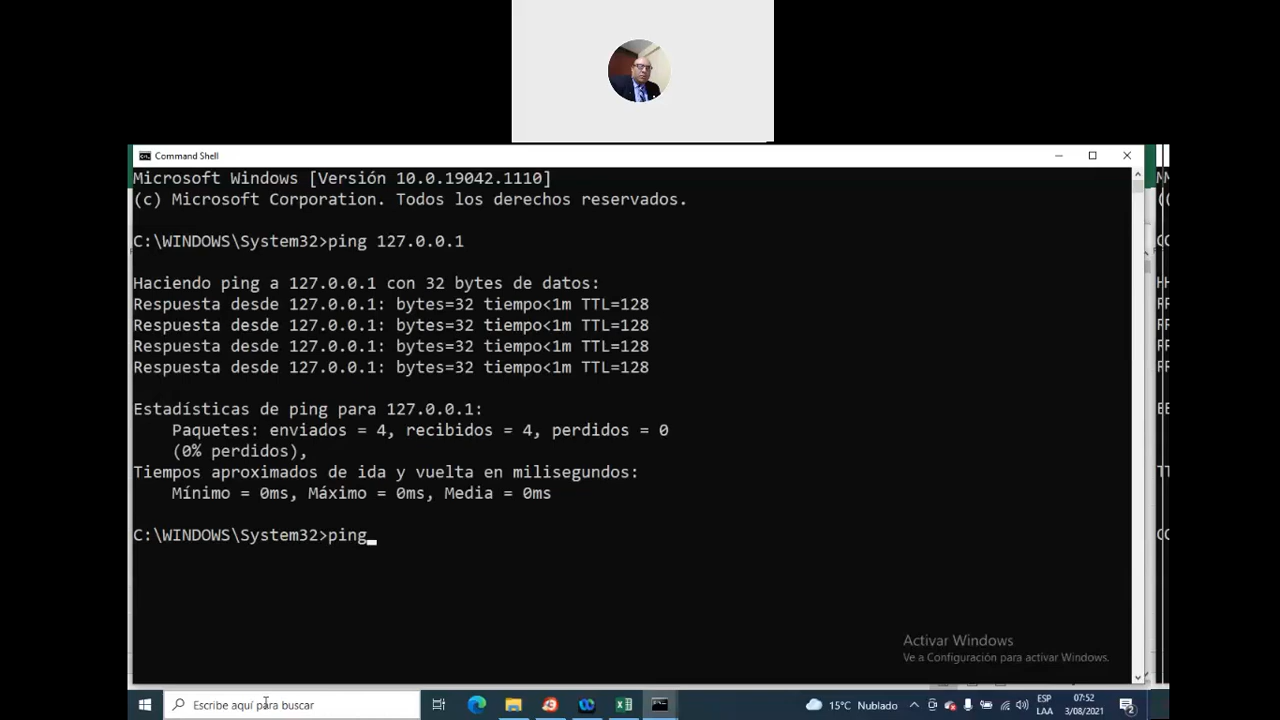 Command Shell
Microsoft Windows [Versión 10.0.19042.1110]
(c) Microsoft Corporation. Todos los derechos reservados.
C:\WINDOWS\System32>ping 127.0.0.1
Haciendo ping a 127.0.0.1 con 32 bytes de datos:
Respuesta desde 127.0.0.1: bytes=32 tiempo<1m TTL=128
Respuesta desde 127.0.0.1: bytes=32 tiempo<1m TTL=128
Respuesta desde 127.0.0.1: bytes=32 tiempo<1m TTL=128
Respuesta desde 127.0.0.1: bytes=32 tiempo<1m TTL=128
Estadísticas de ping para 127.0.0.1:
Paquetes: enviados = 4, recibidos = 4, perdidos = 0
(0% perdidos),
Tiempos aproximados de ida y vuelta en milisegundos:
Mínimo = 0ms, Máximo = 0ms, Media = 0ms
C:\WINDOWS\System32>ping
Activar Windows
Ve a Configuración para activar Windows.
Escribe aquí para buscar
15°C Nublado
ESP
LAA
07:52
3/08/2021
2